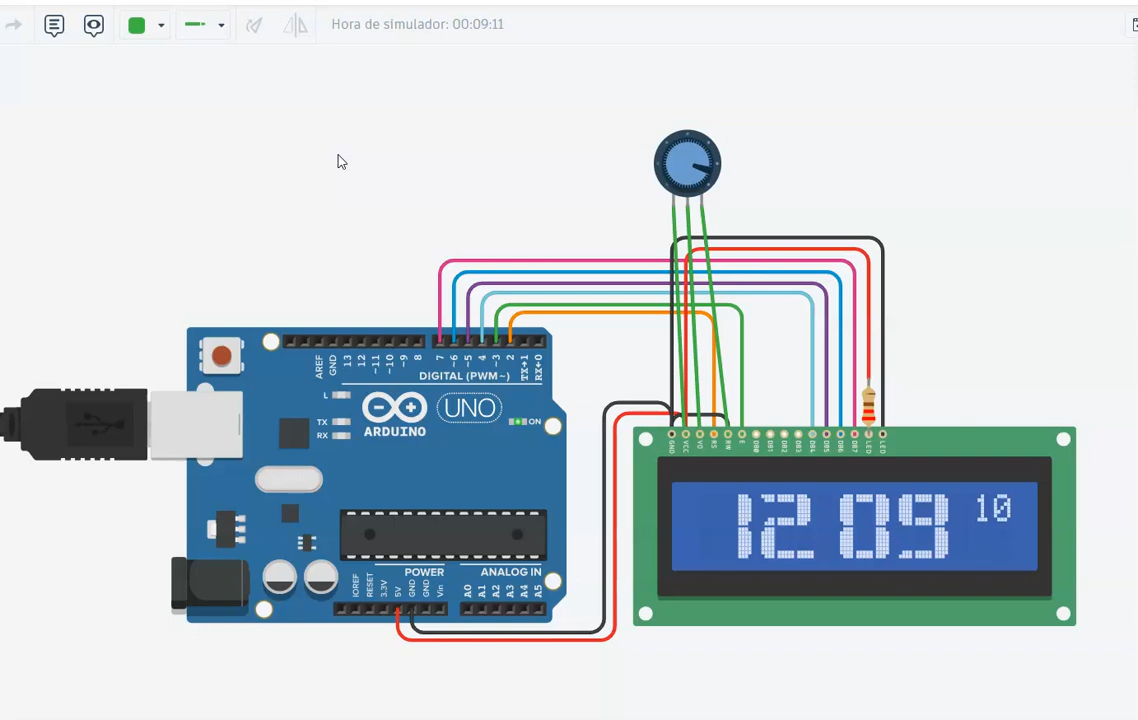 Hora de simulador: 00:09:11
AREF
GND
13
12
~11
~10
~9
8
7
~6
~5
4
~3
2
TX→1
RX←0
DIGITAL (PWM~)
L
TX
RX
UNO
ON
ARDUINO
POWER
ANALOG IN
IOREF
RESET
3.3V
5V
GND
GND
Vin
A0
A1
A2
A3
A4
A5
GND
VCC
VO
RS
RW
E
DB0
DB1
DB2
DB3
DB4
DB5
DB6
DB7
LED
LED
12 09 10